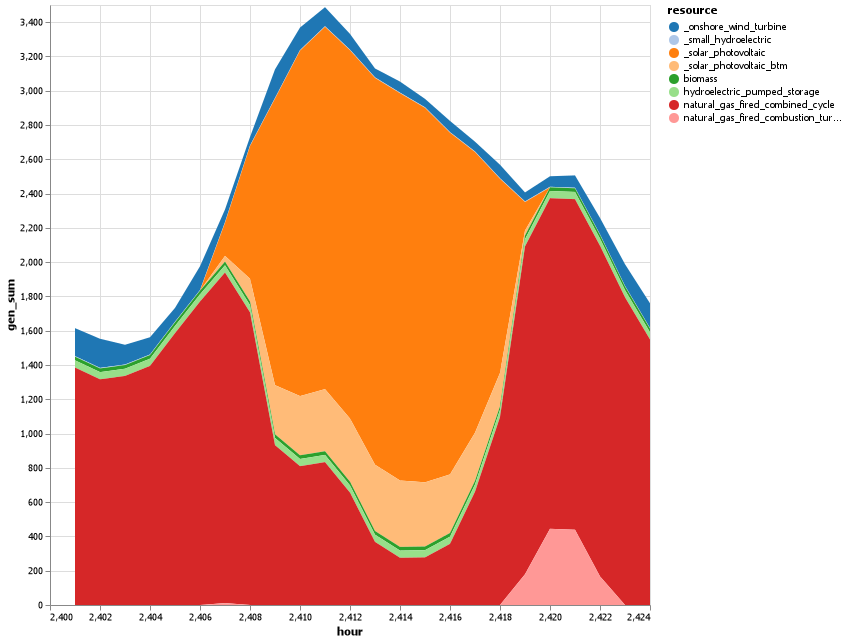 resource
_onshore_wind_turbine
_small_hydroelectric
_solar_photovoltaic
_solar_photovoltaic_btm
biomass
hydroelectric_pumped_storage
natural_gas_fired_combined_cycle
natural_gas_fired_combustion_tur...
gen_sum
3,400
3,200
3,000
2,800
2,600
2,400
2,200
2,000
1,800
1,600
1,400
1,200
1,000
800
600
400
200
0
2,400 2,402 2,404 2,406 2,408 2,410 2,412 2,414 2,416 2,418 2,420 2,422 2,424
hour